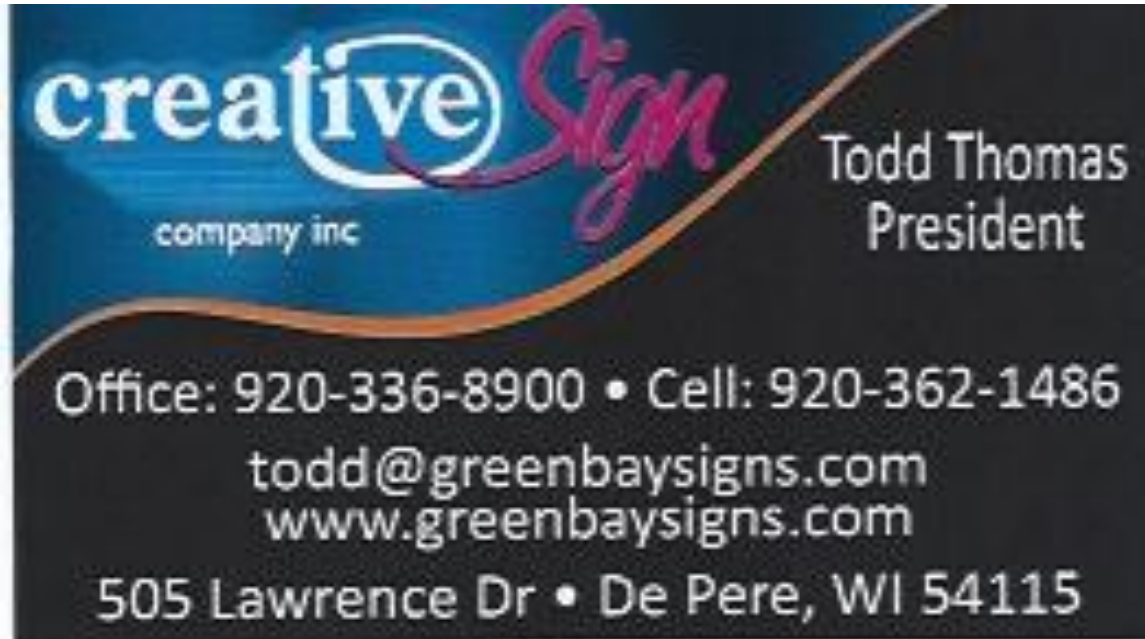 creative Sign
company inc
Todd Thomas
President
Office: 920-336-8900 • Cell: 920-362-1486
todd@greenbaysigns.com
www.greenbaysigns.com
505 Lawrence Dr • De Pere, WI 54115